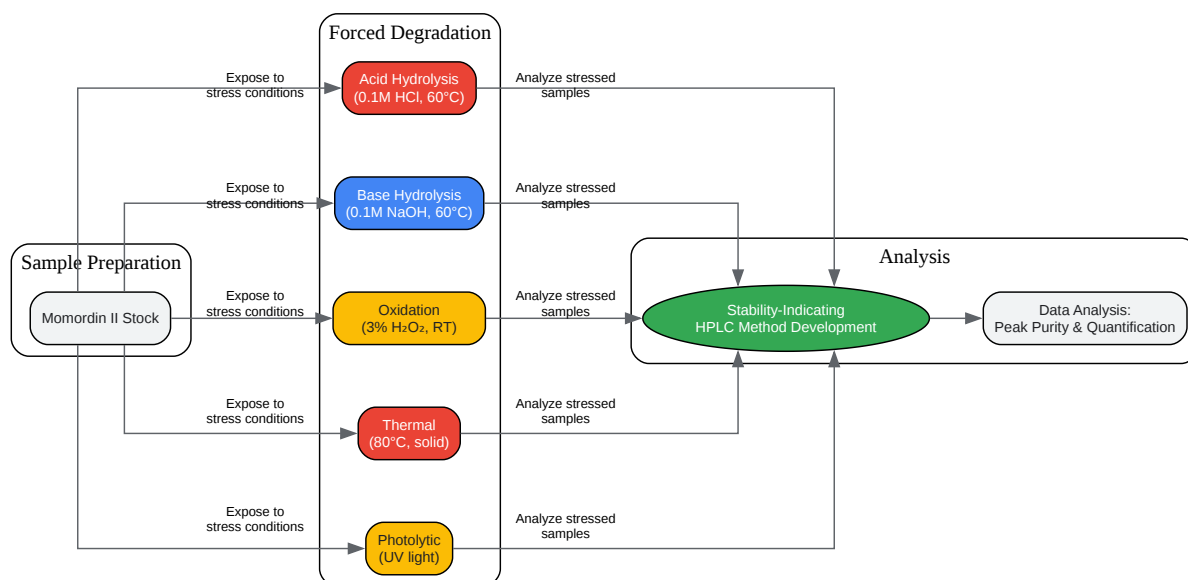 Forced Degradation
Expose to
stress conditions
Acid Hydrolysis
(0.1M HCl, 60°C)
Analyze stressed
samples
Expose to
stress conditions
Base Hydrolysis
(0.1M NaOH, 60°C)
Analyze stressed
samples
Sample Preparation
Momordin II Stock
Expose to
stress conditions
Oxidation
(3% H₂O₂, RT)
Analyze stressed
samples
Analysis
Stability-Indicating
HPLC Method Development
Data Analysis:
Peak Purity & Quantification
Expose to
stress conditions
Thermal
(80°C, solid)
Analyze stressed
samples
Expose to
stress conditions
Photolytic
(UV light)
Analyze stressed
samples